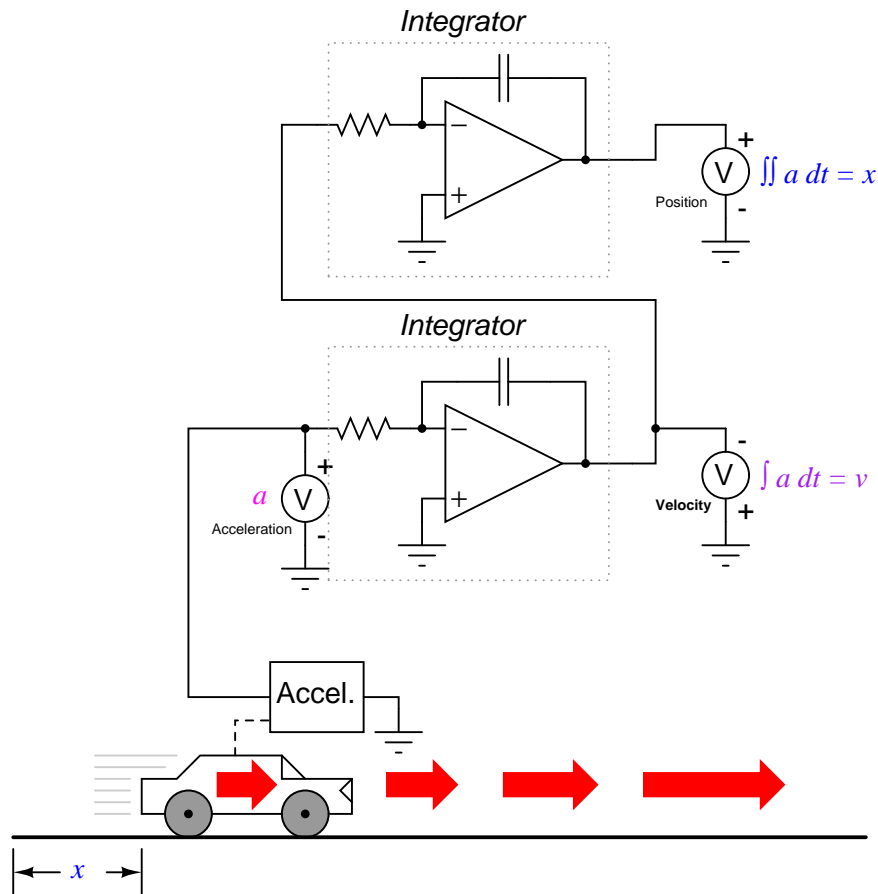 Integrator
−
+
+
V
-
Position
∫∫ a dt = x
Integrator
−
+
+
V
-
a
Acceleration
-
V
+
Velocity
∫ a dt = v
Accel.
x